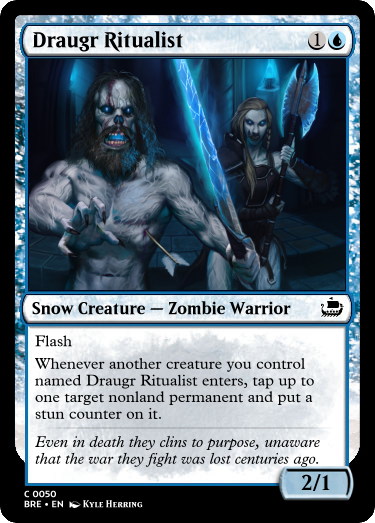 Draugr Ritualist 1
Snow Creature — Zombie Warrior
Flash
Whenever another creature you control
named Draugr Ritualist enters, tap up to
one target nonland permanent and put a
stun counter on it.
Even in death they clins to purpose, unaware
that the war they fight was lost centuries ago.
2/1
C 0050
BRE • EN Kyle Herring